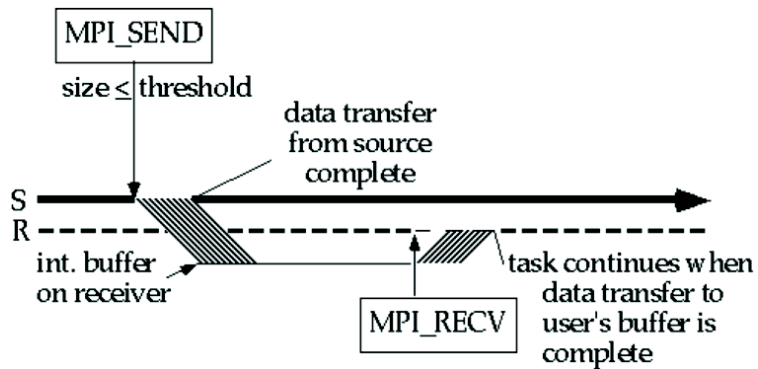 MPI_SEND
size ≤ threshold
data transfer
from source
complete
S
R
int. buffer
on receiver
MPI_RECV
task continues when
data transfer to
user's buffer is
complete